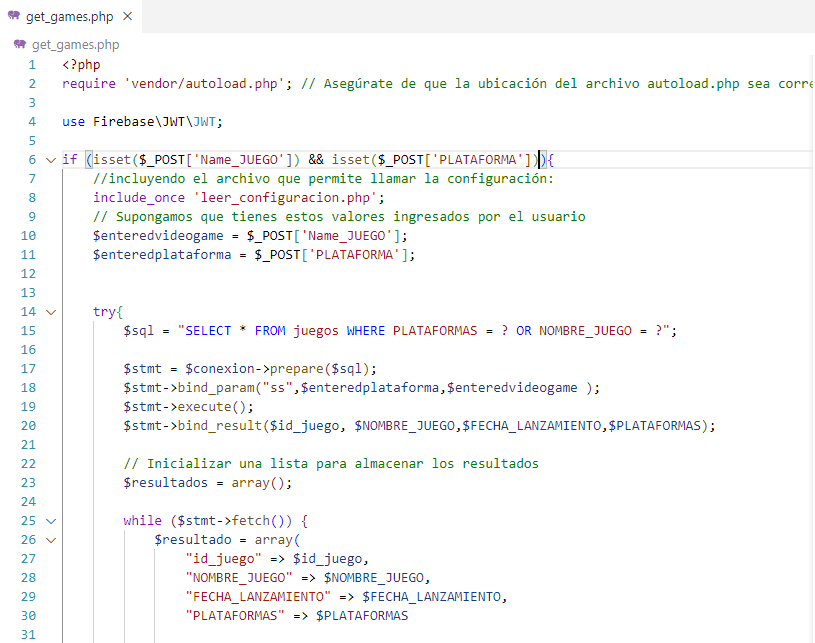 get_games.php ×
get_games.php
1 <?php
2 require 'vendor/autoload.php'; // Asegúrate de que la ubicación del archivo autoload.php sea
3
4 use Firebase\JWT\JWT;
5
6 if (isset($_POST['Name_JUEGO']) && isset($_POST['PLATAFORMA'])){
7 //incluyendo el archivo que permite llamar la configuración:
8 include_once 'leer_configuracion.php';
9 // Supongamos que tienes estos valores ingresados por el usuario
10 $enteredvideogame = $_POST['Name_JUEGO'];
11 $enteredplataforma = $_POST['PLATAFORMA'];
12
13
14 try{
15 $sql = "SELECT * FROM juegos WHERE PLATAFORMAS = ? OR NOMBRE_JUEGO = ?";
16
17 $stmt = $conexion->prepare($sql);
18 $stmt->bind_param("ss",$enteredplataforma,$enteredvideogame );
19 $stmt->execute();
20 $stmt->bind_result($id_juego, $NOMBRE_JUEGO,$FECHA_LANZAMIENTO,$PLATAFORMAS);
21
22 // Inicializar una lista para almacenar los resultados
23 $resultados = array();
24
25 while ($stmt->fetch()) {
26 $resultado = array(
27 "id_juego" => $id_juego,
28 "NOMBRE_JUEGO" => $NOMBRE_JUEGO,
29 "FECHA_LANZAMIENTO" => $FECHA_LANZAMIENTO,
30 "PLATAFORMAS" => $PLATAFORMAS
31